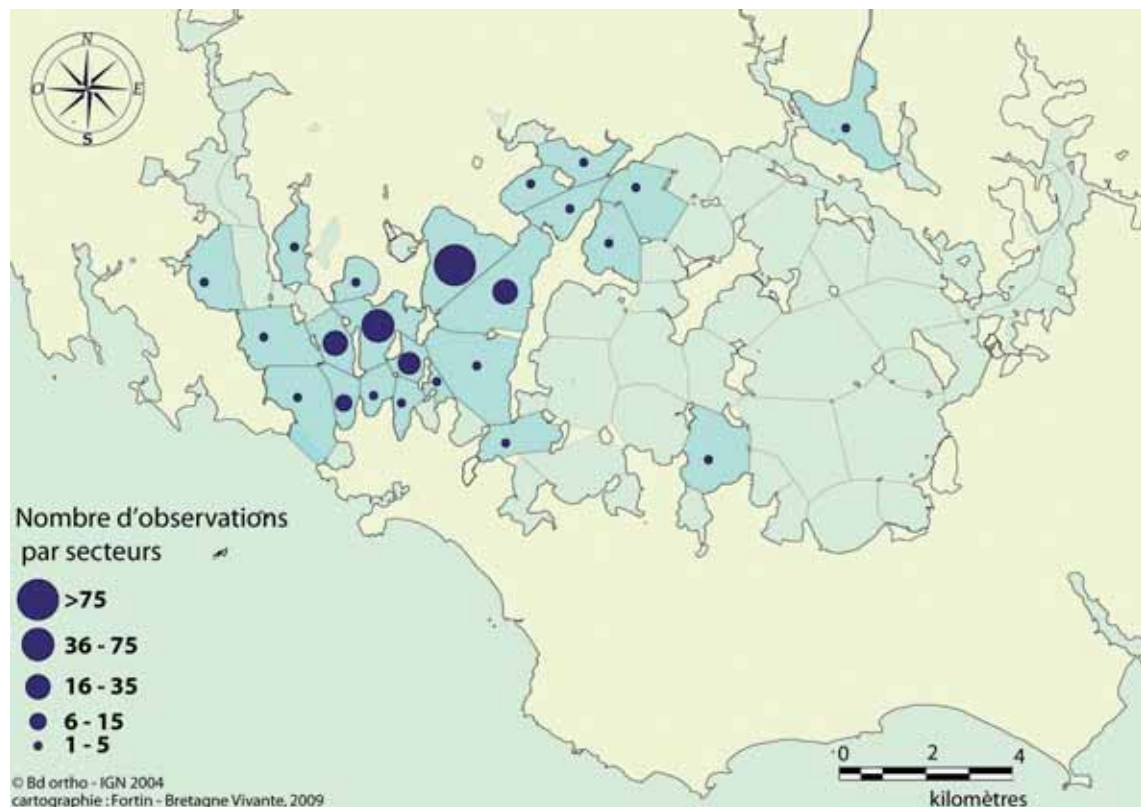 N
O
E
S
Nombre d'observations
par secteurs
>75
36 - 75
16 - 35
6 - 15
1 - 5
0 2 4
kilomètres
© Bd ortho - IGN 2004
cartographie : Fortin - Bretagne Vivante, 2009